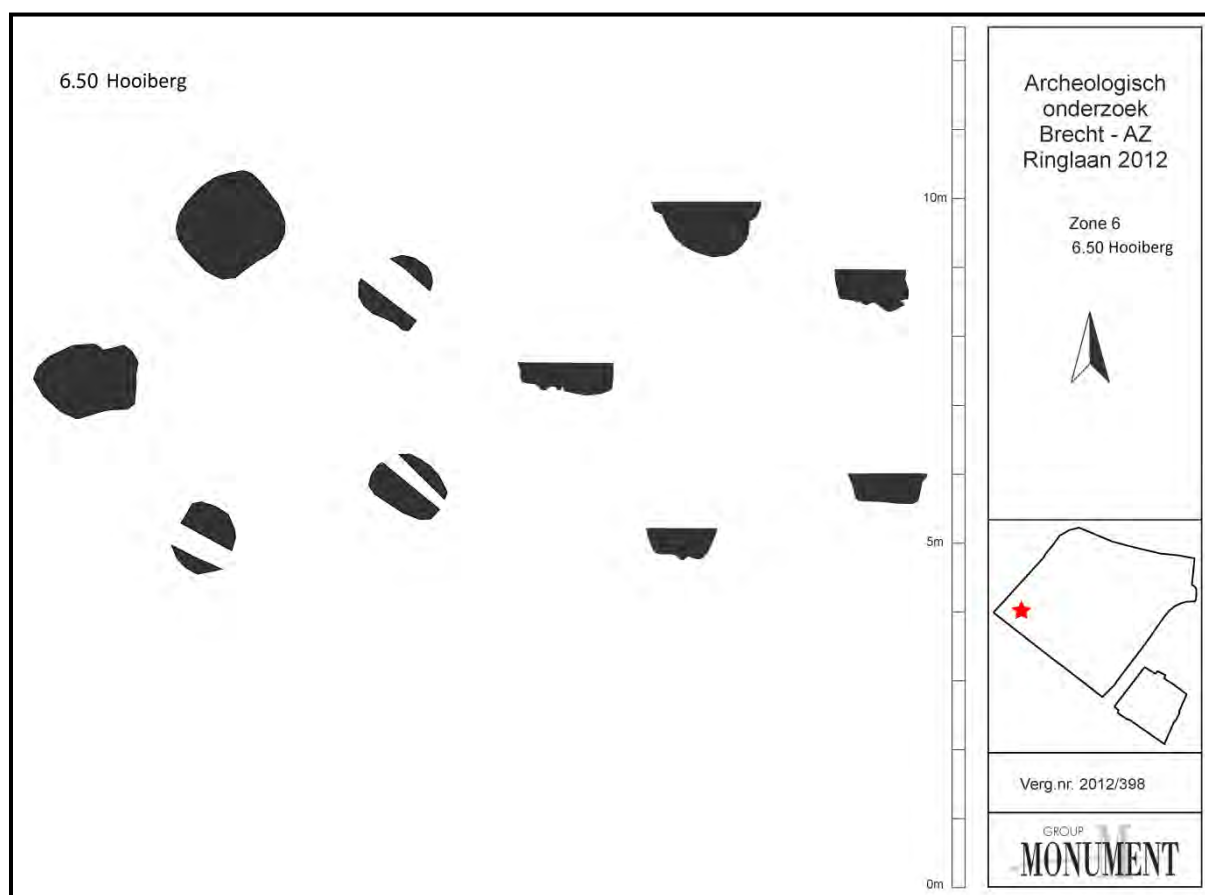 6.50 Hooiberg
10m
5m
0m
Archeologisch
onderzoek
Brecht - AZ
Ringlaan 2012
Zone 6
6.50 Hooiberg
Verg.nr. 2012/398
GROUP
MONUMENT
M